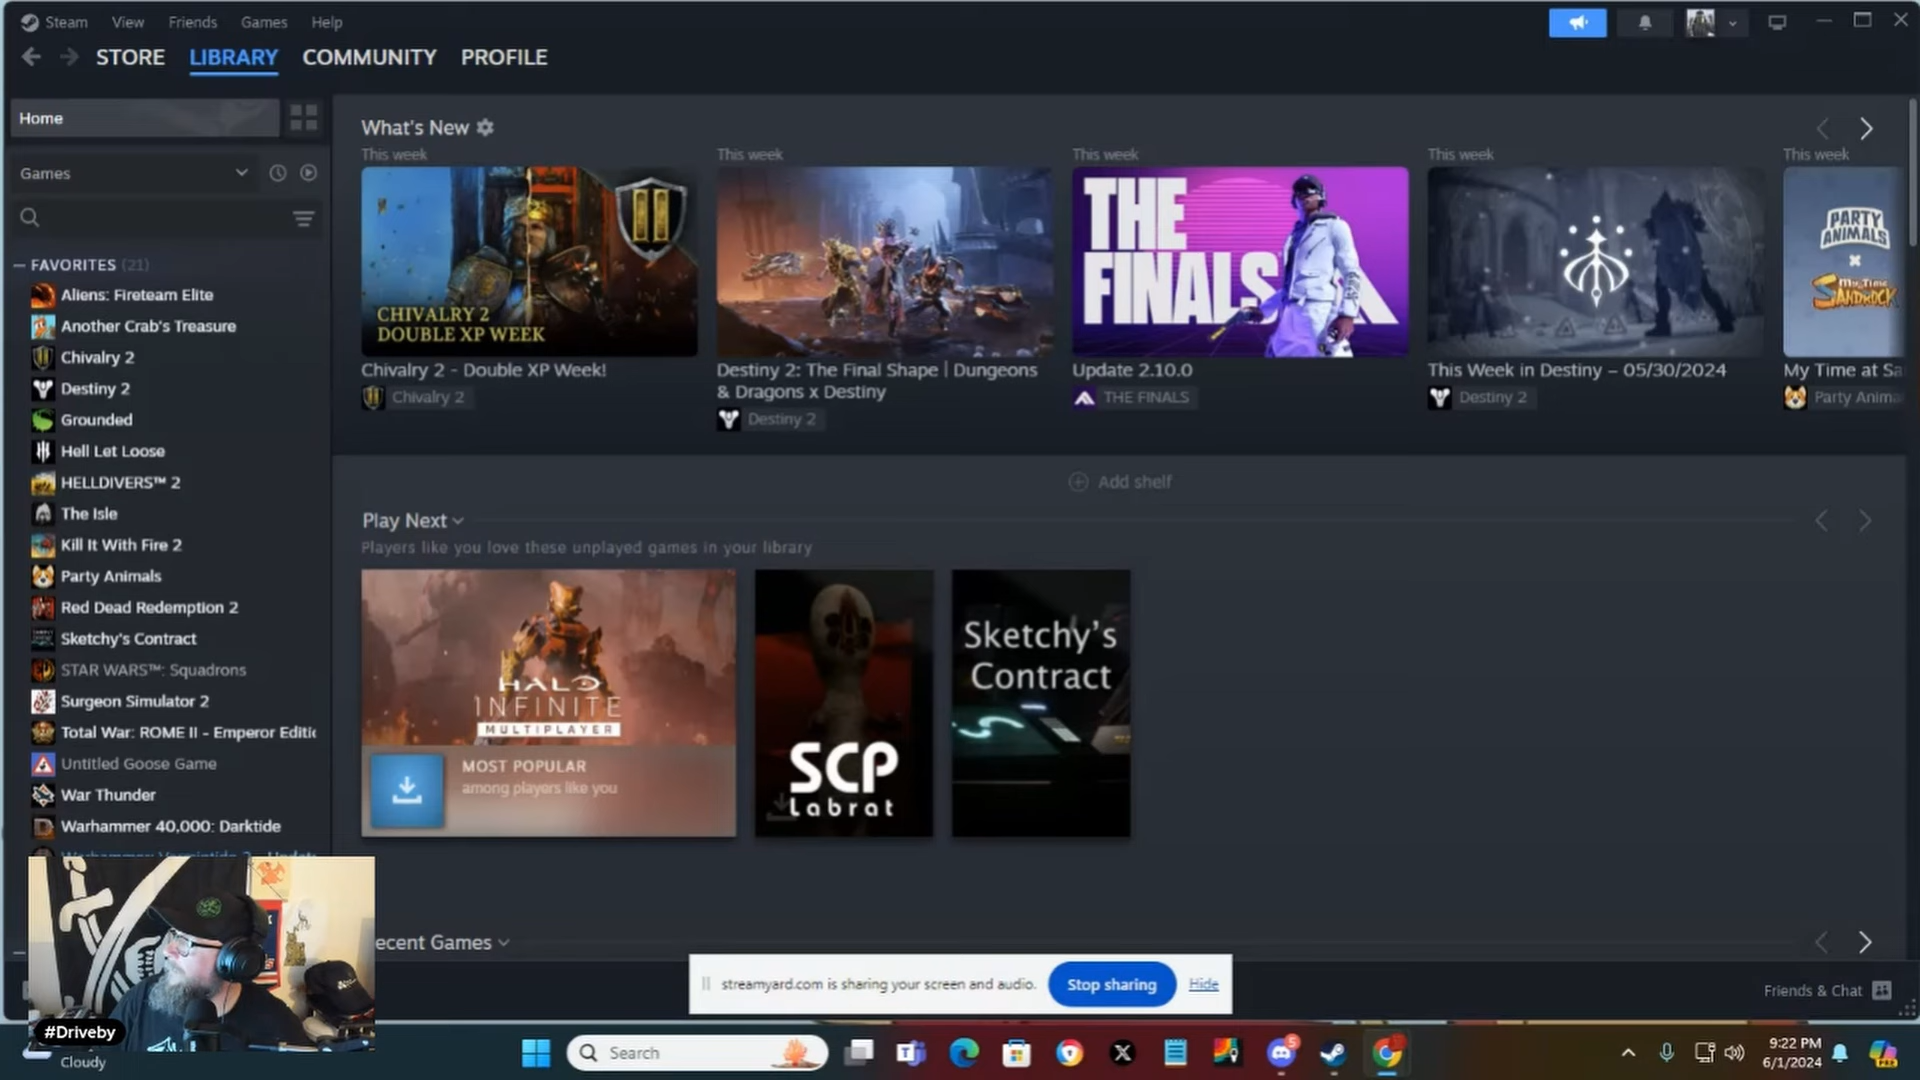 Steam View Friends Games Help
STORE LIBRARY COMMUNITY PROFILE
Home
Games
FAVORITES (21)
Aliens: Fireteam Elite
Another Crab's Treasure
Chivalry 2
Destiny 2
Grounded
Hell Let Loose
HELLDIVERS™ 2
The Isle
Kill It With Fire 2
Party Animals
Red Dead Redemption 2
Sketchy's Contract
STAR WARS™: Squadrons
Surgeon Simulator 2
Total War: ROME II - Emperor Editi
Untitled Goose Game
War Thunder
Warhammer 40,000: Darktide
What's New
This week
CHIVALRY 2
DOUBLE XP WEEK
Chivalry 2 - Double XP Week!
Chivalry 2
This week
Destiny 2: The Final Shape | Dungeons
& Dragons x Destiny
Destiny 2
This week
THE
FINALS
Update 2.10.0
THE FINALS
This week
This Week in Destiny – 05/30/2024
Destiny 2
This week
PARTY
ANIMALS
x
My Time
SANDROCK
My Time at Sa
Party Anima
Add shelf
Play Next
Players like you love these unplayed games in your library
HALO
INFINITE
MULTIPLAYER
MOST POPULAR
among players like you
SCP
Labrat
Sketchy's
Contract
ecent Games
streamyard.com is sharing your screen and audio. Stop sharing Hide
Friends & Chat
#Driveby
Cloudy
Search
5
9:22 PM
6/1/2024